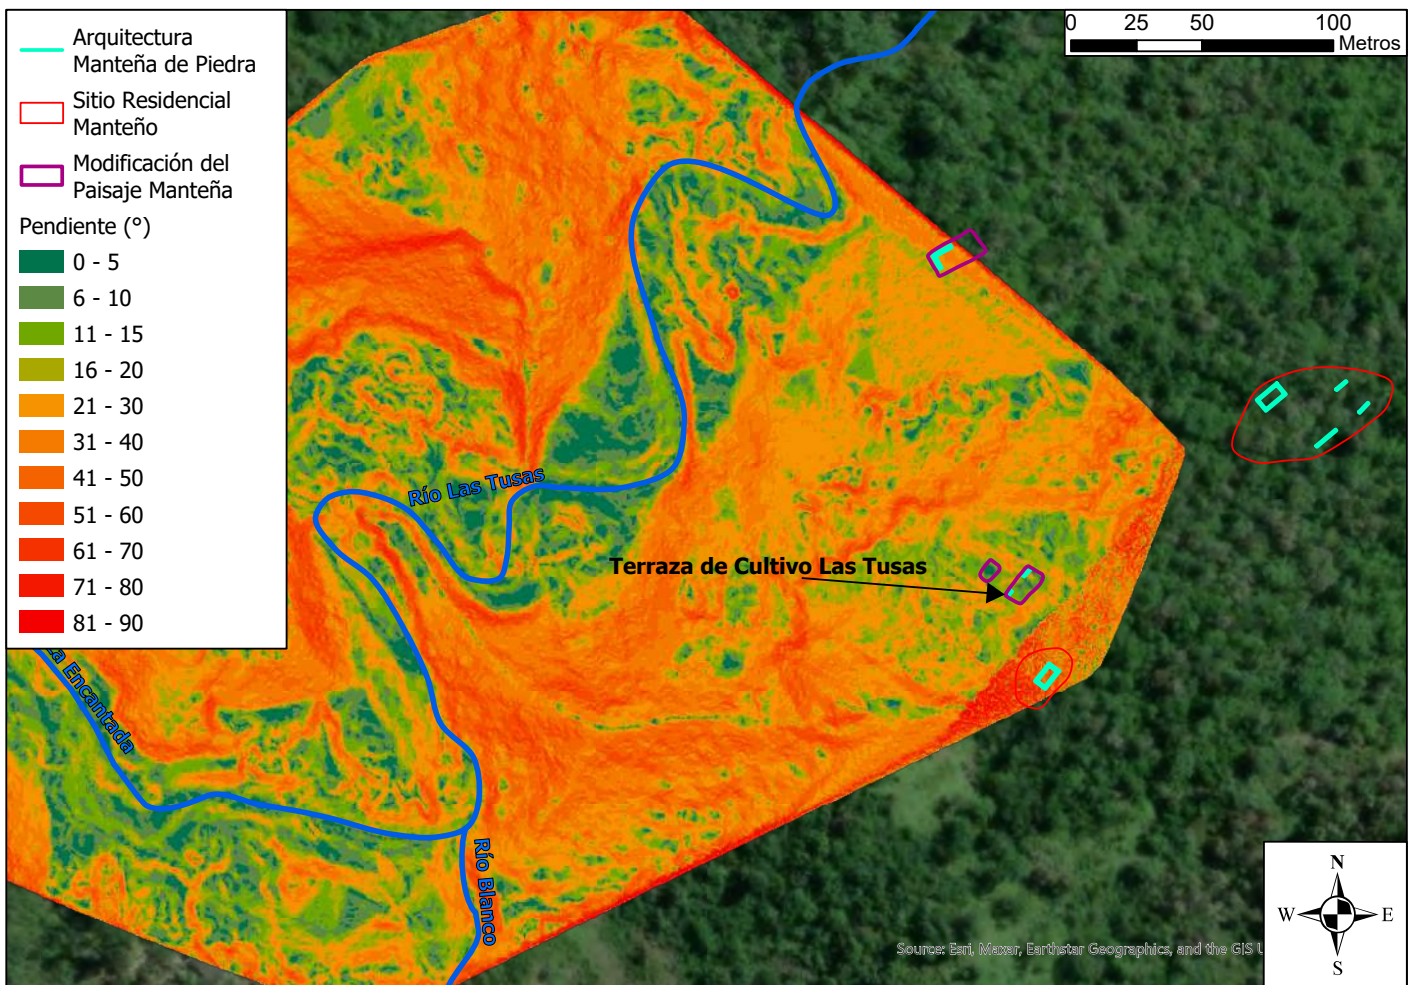 Arquitectura
Manteña de Piedra
Sitio Residencial
Manteño
Modificación del
Paisaje Manteña
Pendiente (°)
0 - 5
6 - 10
11 - 15
16 - 20
21 - 30
31 - 40
41 - 50
51 - 60
61 - 70
71 - 80
81 - 90
0 25 50 100
Metros
Río Las Tusas
Terraza de Cultivo Las Tusas
La Encantada
Río Blanco
N
W E
S
Source: Esri, Maxar, Earthstar Geographics, and the GIS U